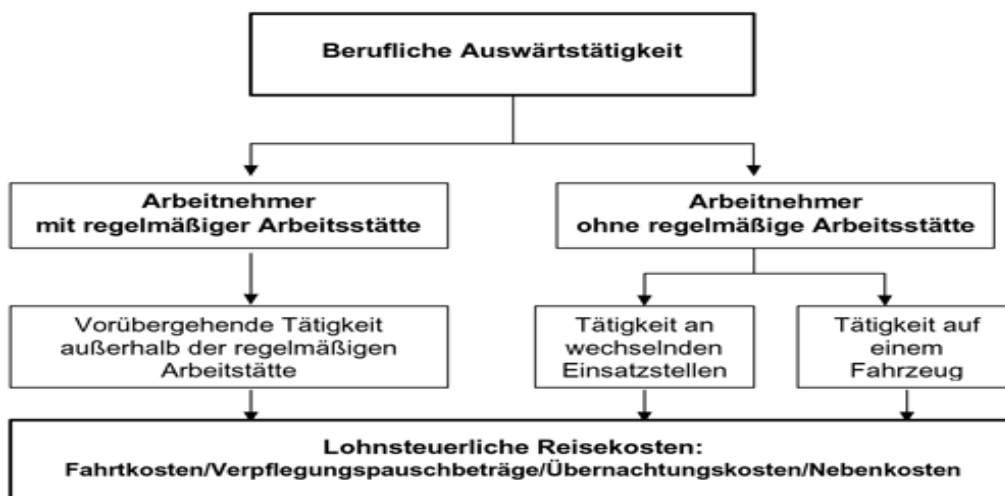 Berufliche Auswärtstätigkeit
Arbeitnehmer
mit regelmäßiger Arbeitsstätte
Arbeitnehmer
ohne regelmäßige Arbeitsstätte
Vorübergehende Tätigkeit
außerhalb der regelmäßigen
Arbeitstätte
Tätigkeit an
wechselnden
Einsatzstellen
Tätigkeit auf
einem
Fahrzeug
Lohnsteuerliche Reisekosten:
Fahrtkosten/Verpflegungspauschbeträge/Übernachtungskosten/Nebenkosten